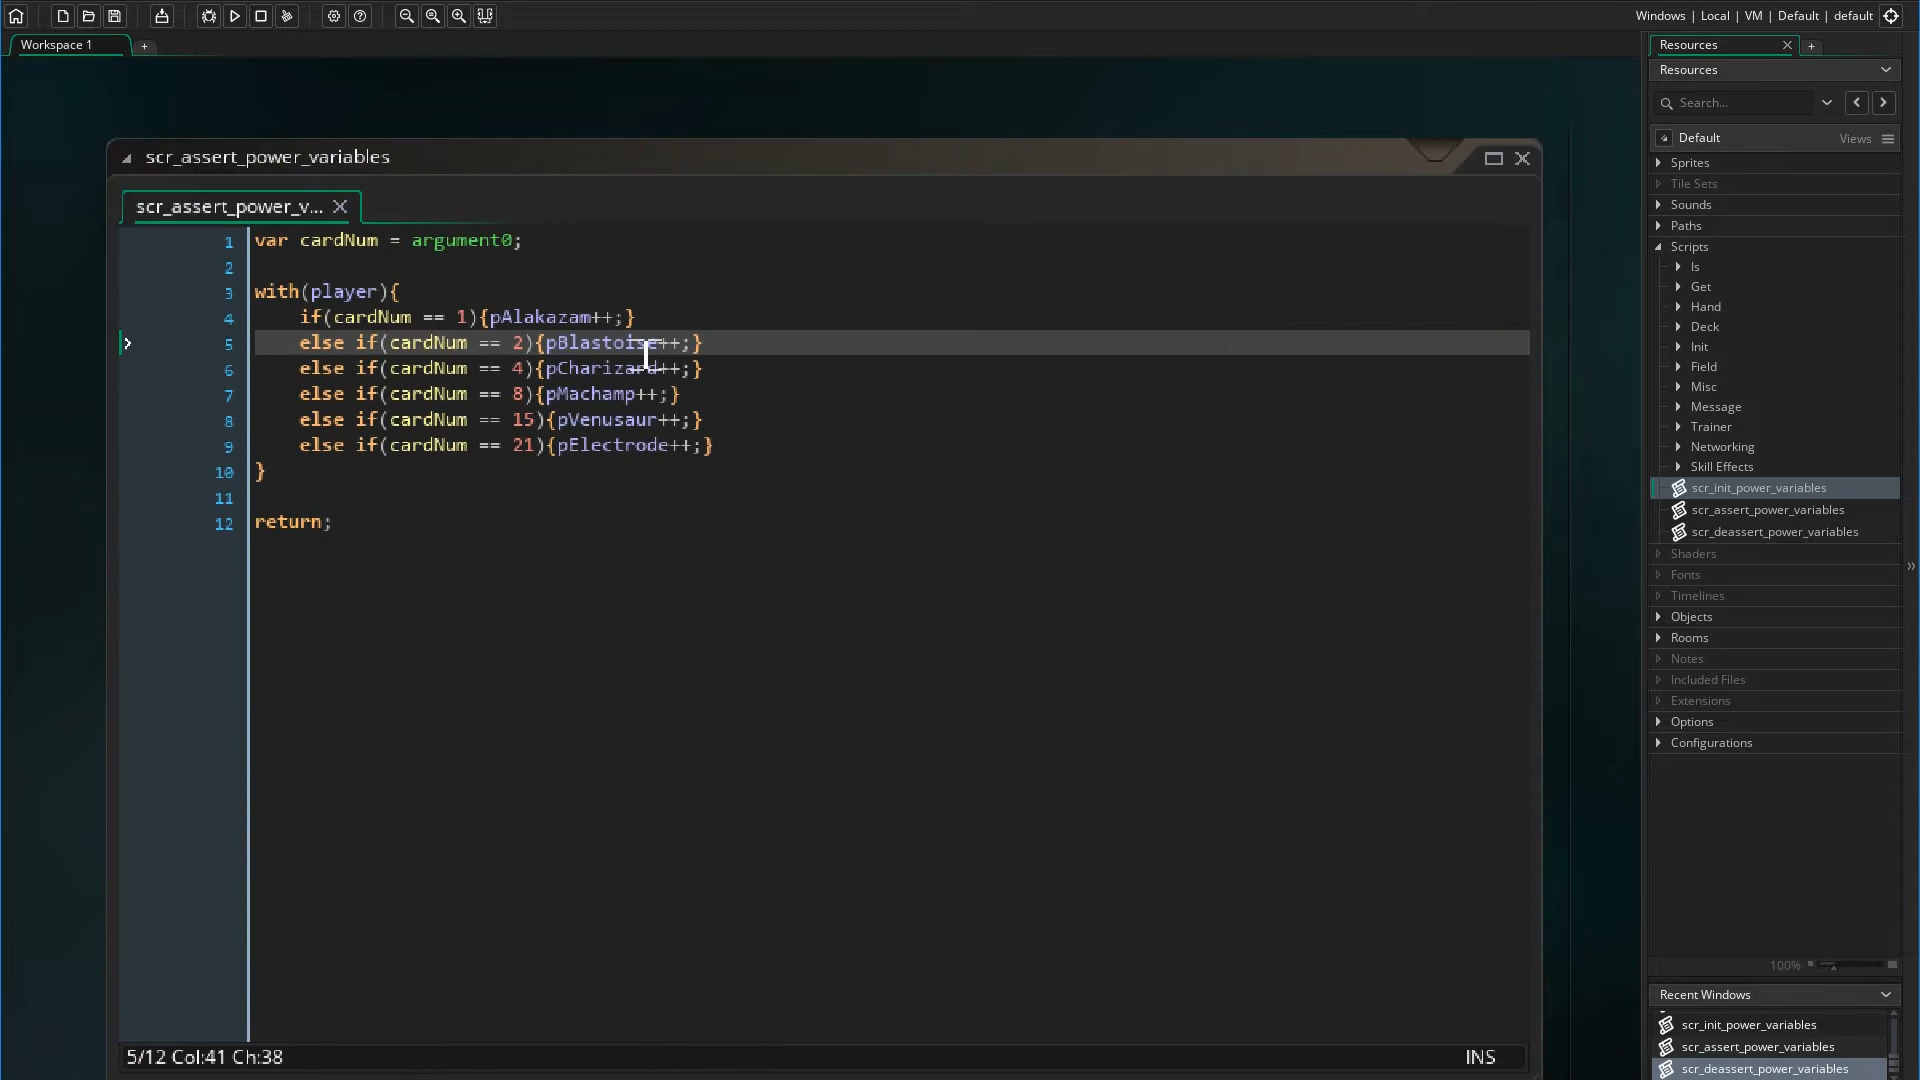 Windows | Local | VM | Default | default
Workspace 1
+
Resources
+
Resources
Search...
Default
Views
Sprites
Tile Sets
Sounds
Paths
Scripts
Is
Get
Hand
Deck
Init
Field
Misc
Message
Trainer
Networking
Skill Effects
scr_init_power_variables
scr_assert_power_variables
scr_deassert_power_variables
Shaders
Fonts
Timelines
Objects
Rooms
Notes
Included Files
Extensions
Options
Configurations
100%
Recent Windows
scr_init_power_variables
scr_assert_power_variables
scr_deassert_power_variables
scr_assert_power_variables
scr_assert_power_v...
1 var cardNum = argument0;
2
3 with(player){
4 if(cardNum == 1){pAlakazam++;}
5 else if(cardNum == 2){pBlastoise++;}
6 else if(cardNum == 4){pCharizard++;}
7 else if(cardNum == 8){pMachamp++;}
8 else if(cardNum == 15){pVenusaur++;}
9 else if(cardNum == 21){pElectrode++;}
10 }
11
12 return;
5/12 Col:41 Ch:38
INS